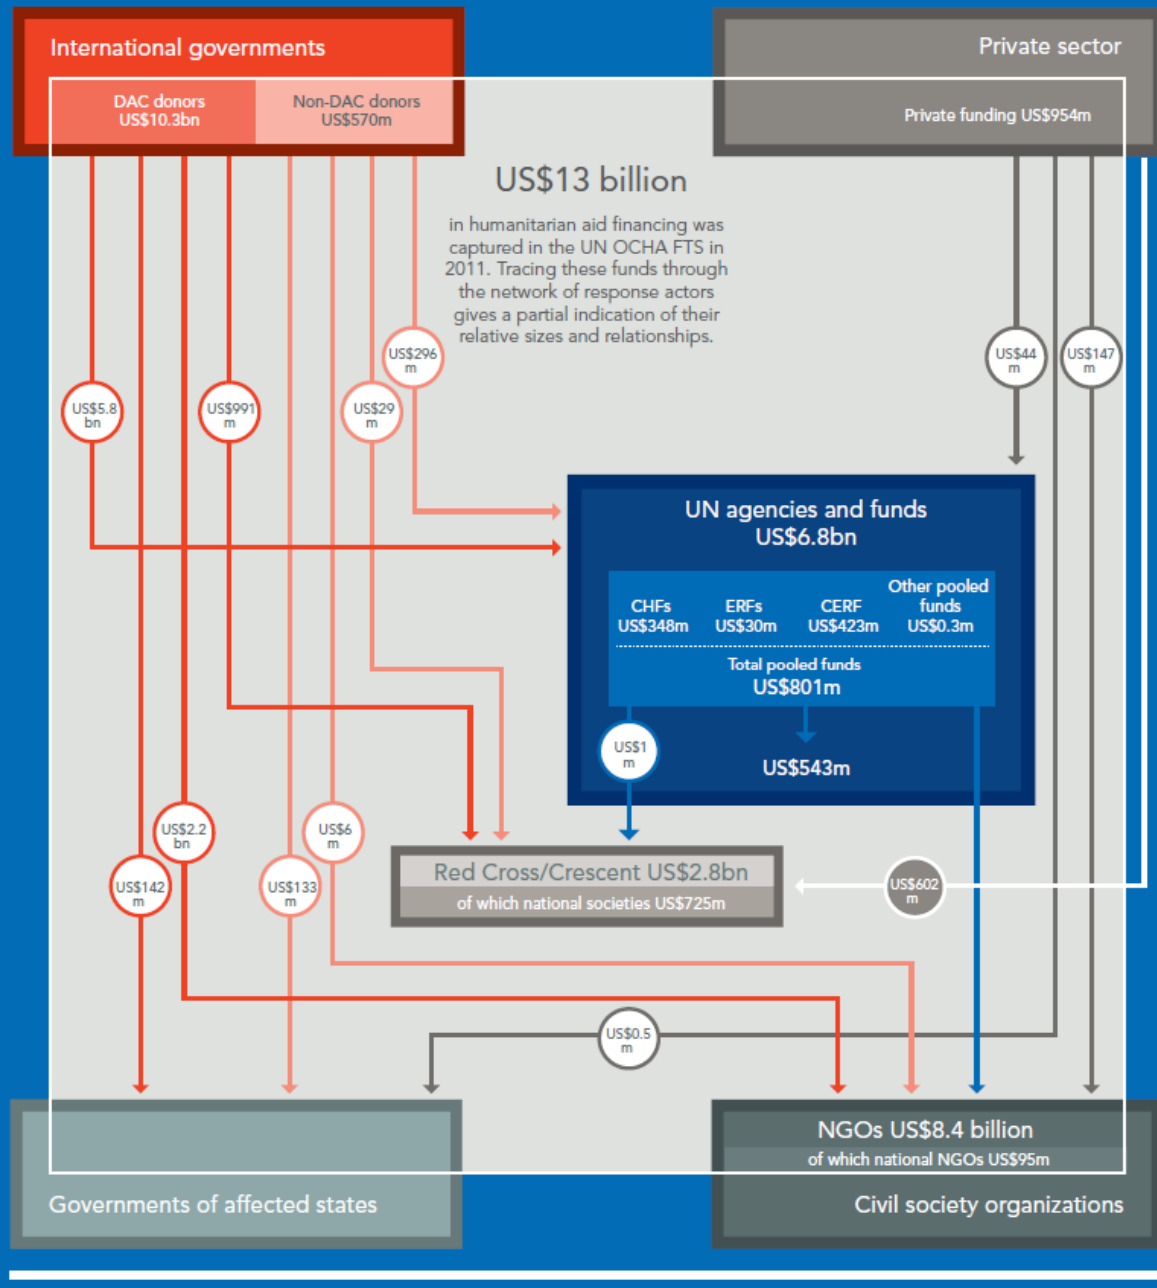 International governments
Private sector
DAC donors
US$10.3bn
Non-DAC donors
US$570m
Private funding US$954m
US$13 billion
in humanitarian aid financing was
captured in the UN OCHA FTS in
2011. Tracing these funds through
the network of response actors
gives a partial indication of their
relative sizes and relationships.
US$296
m
US$44
m
US$147
m
US$5.8
bn
US$991
m
US$29
m
UN agencies and funds
US$6.8bn
CHFs
US$348m
ERFs
US$30m
CERF
US$423m
Other pooled
funds
US$0.3m
Total pooled funds
US$801m
US$1
m
US$543m
US$2.2
bn
US$6
m
US$142
m
US$133
m
Red Cross/Crescent US$2.8bn
of which national societies US$725m
US$602
m
US$0.5
m
NGOs US$8.4 billion
of which national NGOs US$95m
Governments of affected states
Civil society organizations